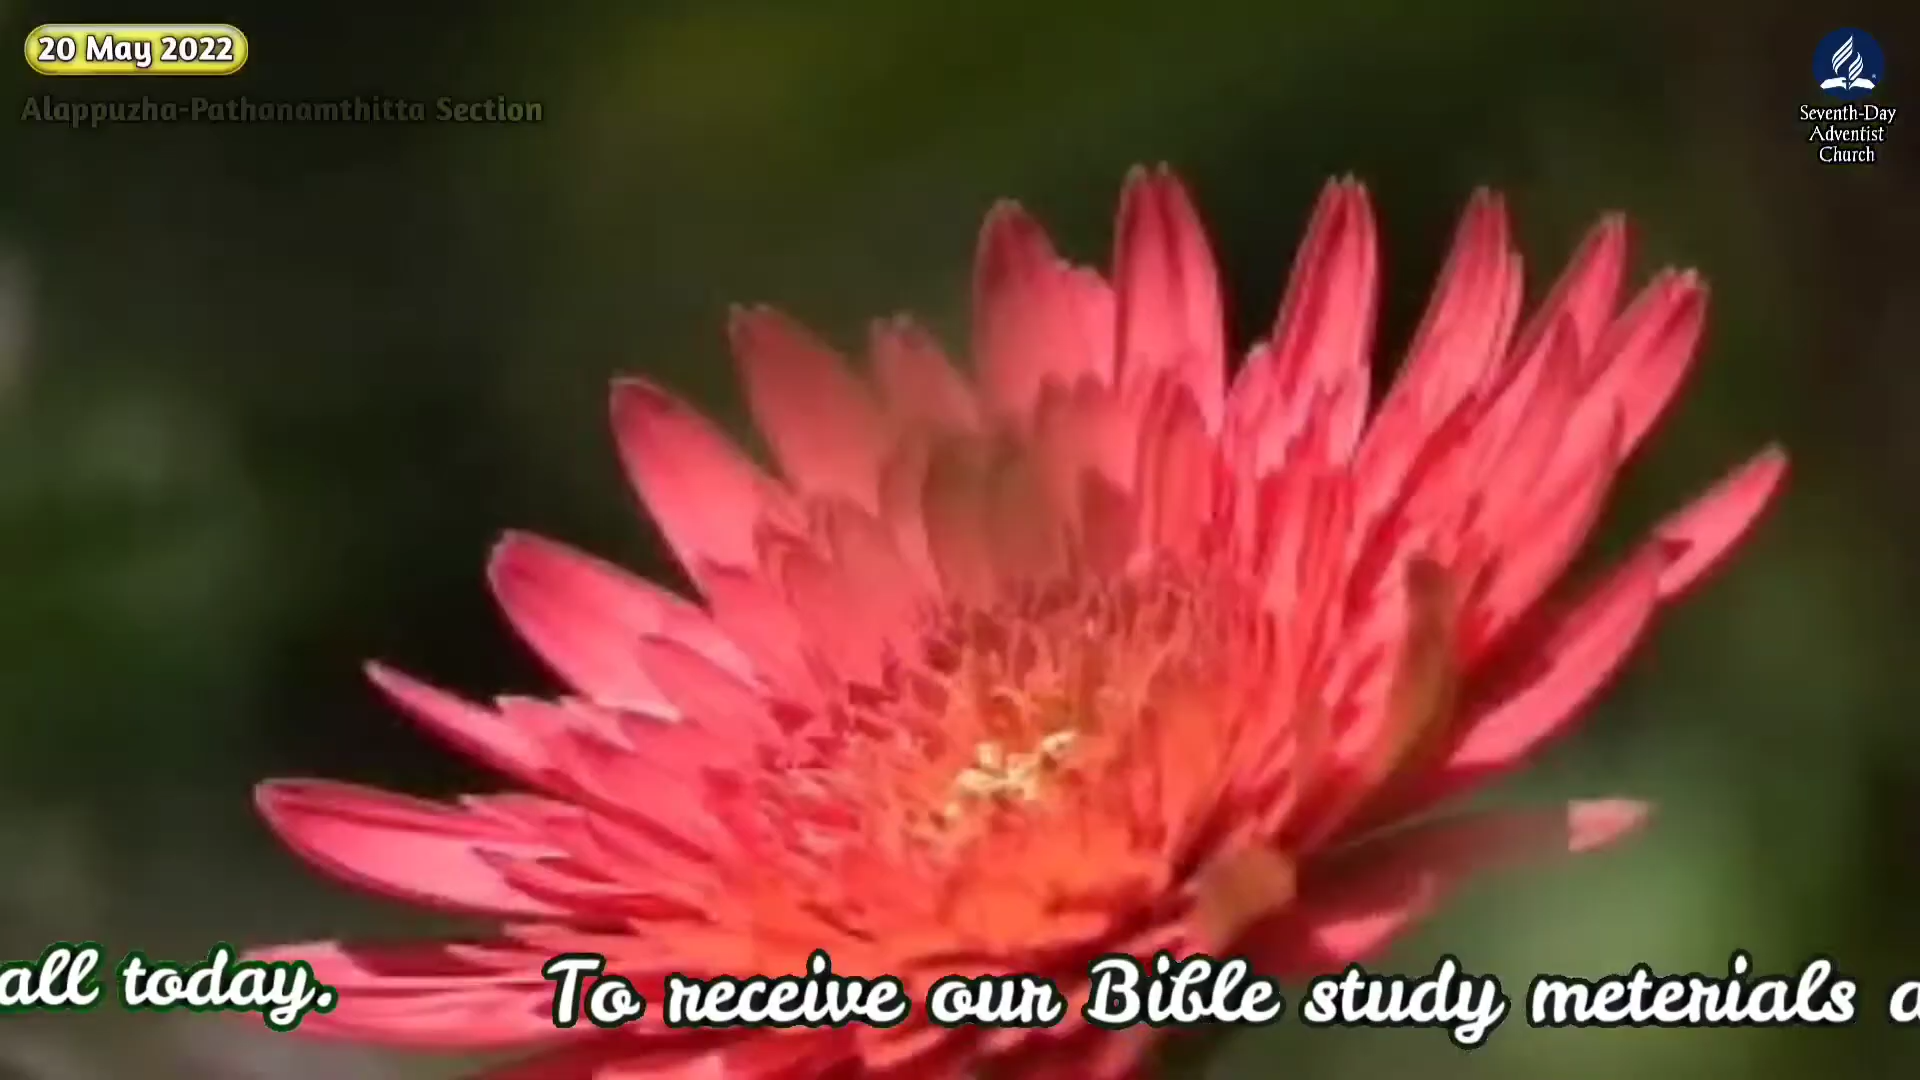 20 May 2022
Alappuzha-Pathanamthitta Section
Seventh-Day
Adventist
Church
all today. To receive our Bible study meterials